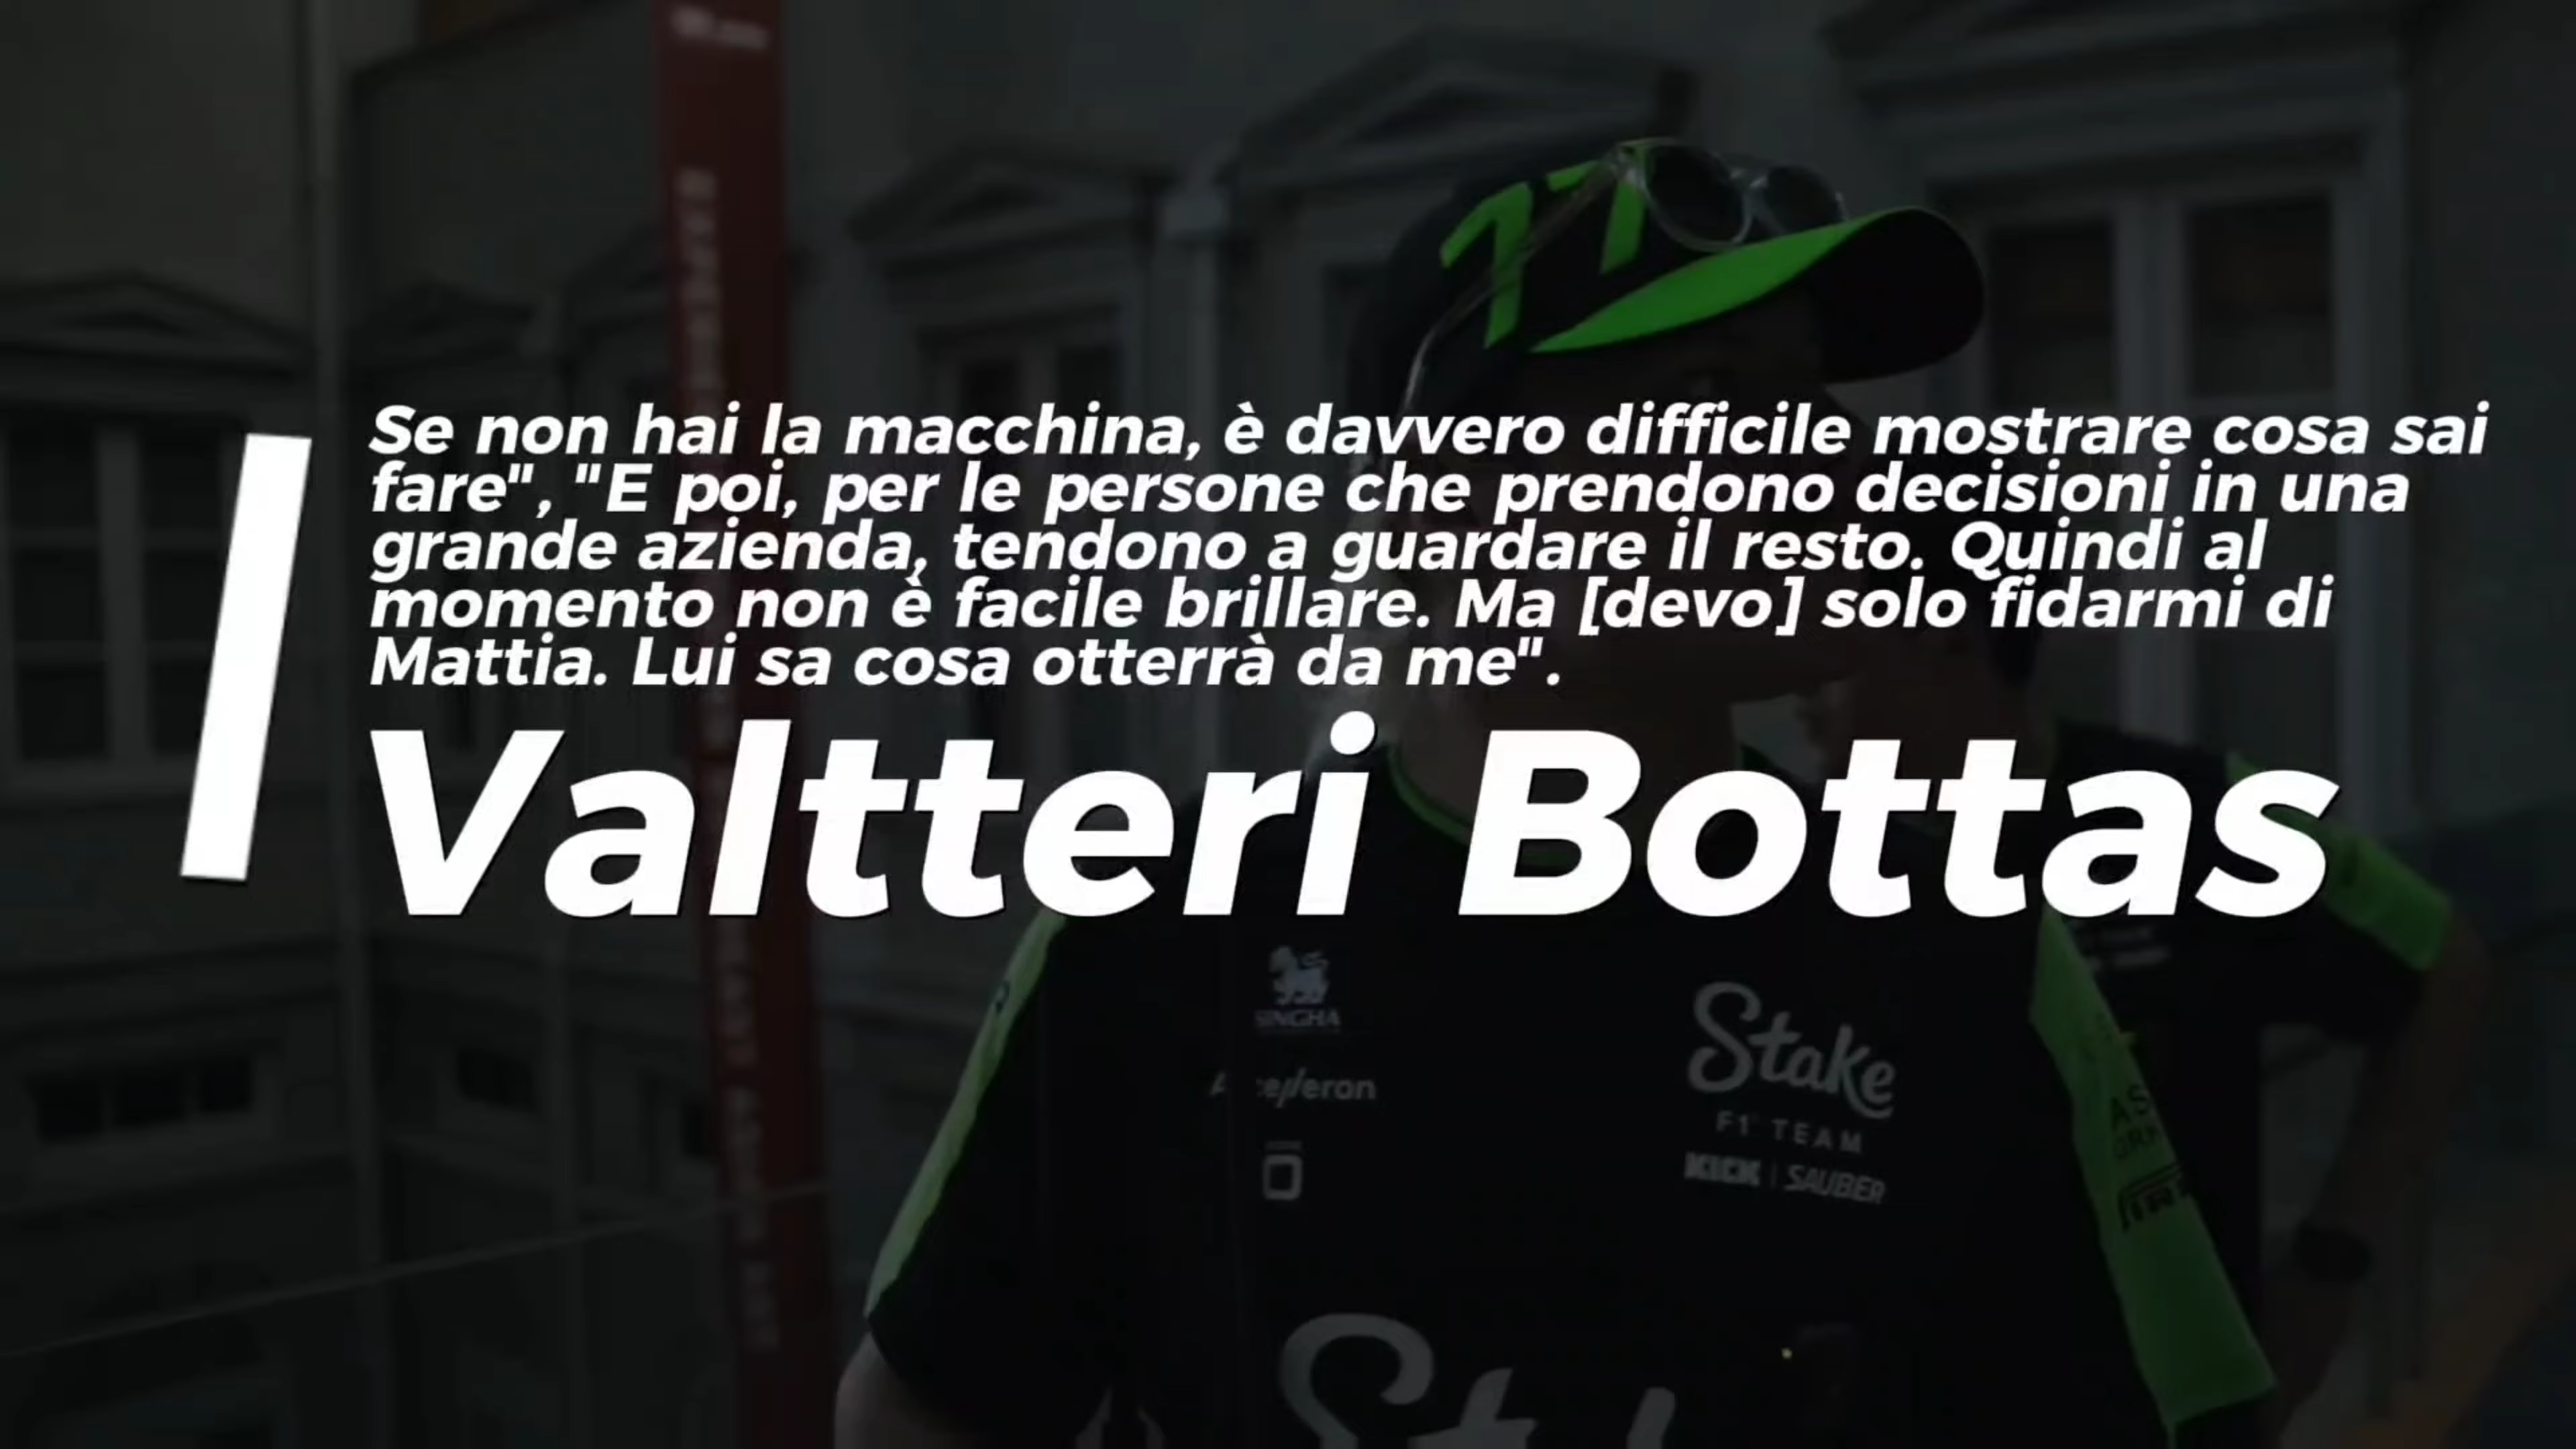 Se non hai la macchina, è davvero difficile mostrare cosa sai
fare", "E poi, per le persone che prendono decisioni in una
grande azienda, tendono a guardare il resto. Quindi al
momento non è facile brillare. Ma [devo] solo fidarmi di
Mattia. Lui sa cosa otterrà da me".
Valtteri Bottas
77
SINGHA
Stake
F1 TEAM
KICK | SAUBER